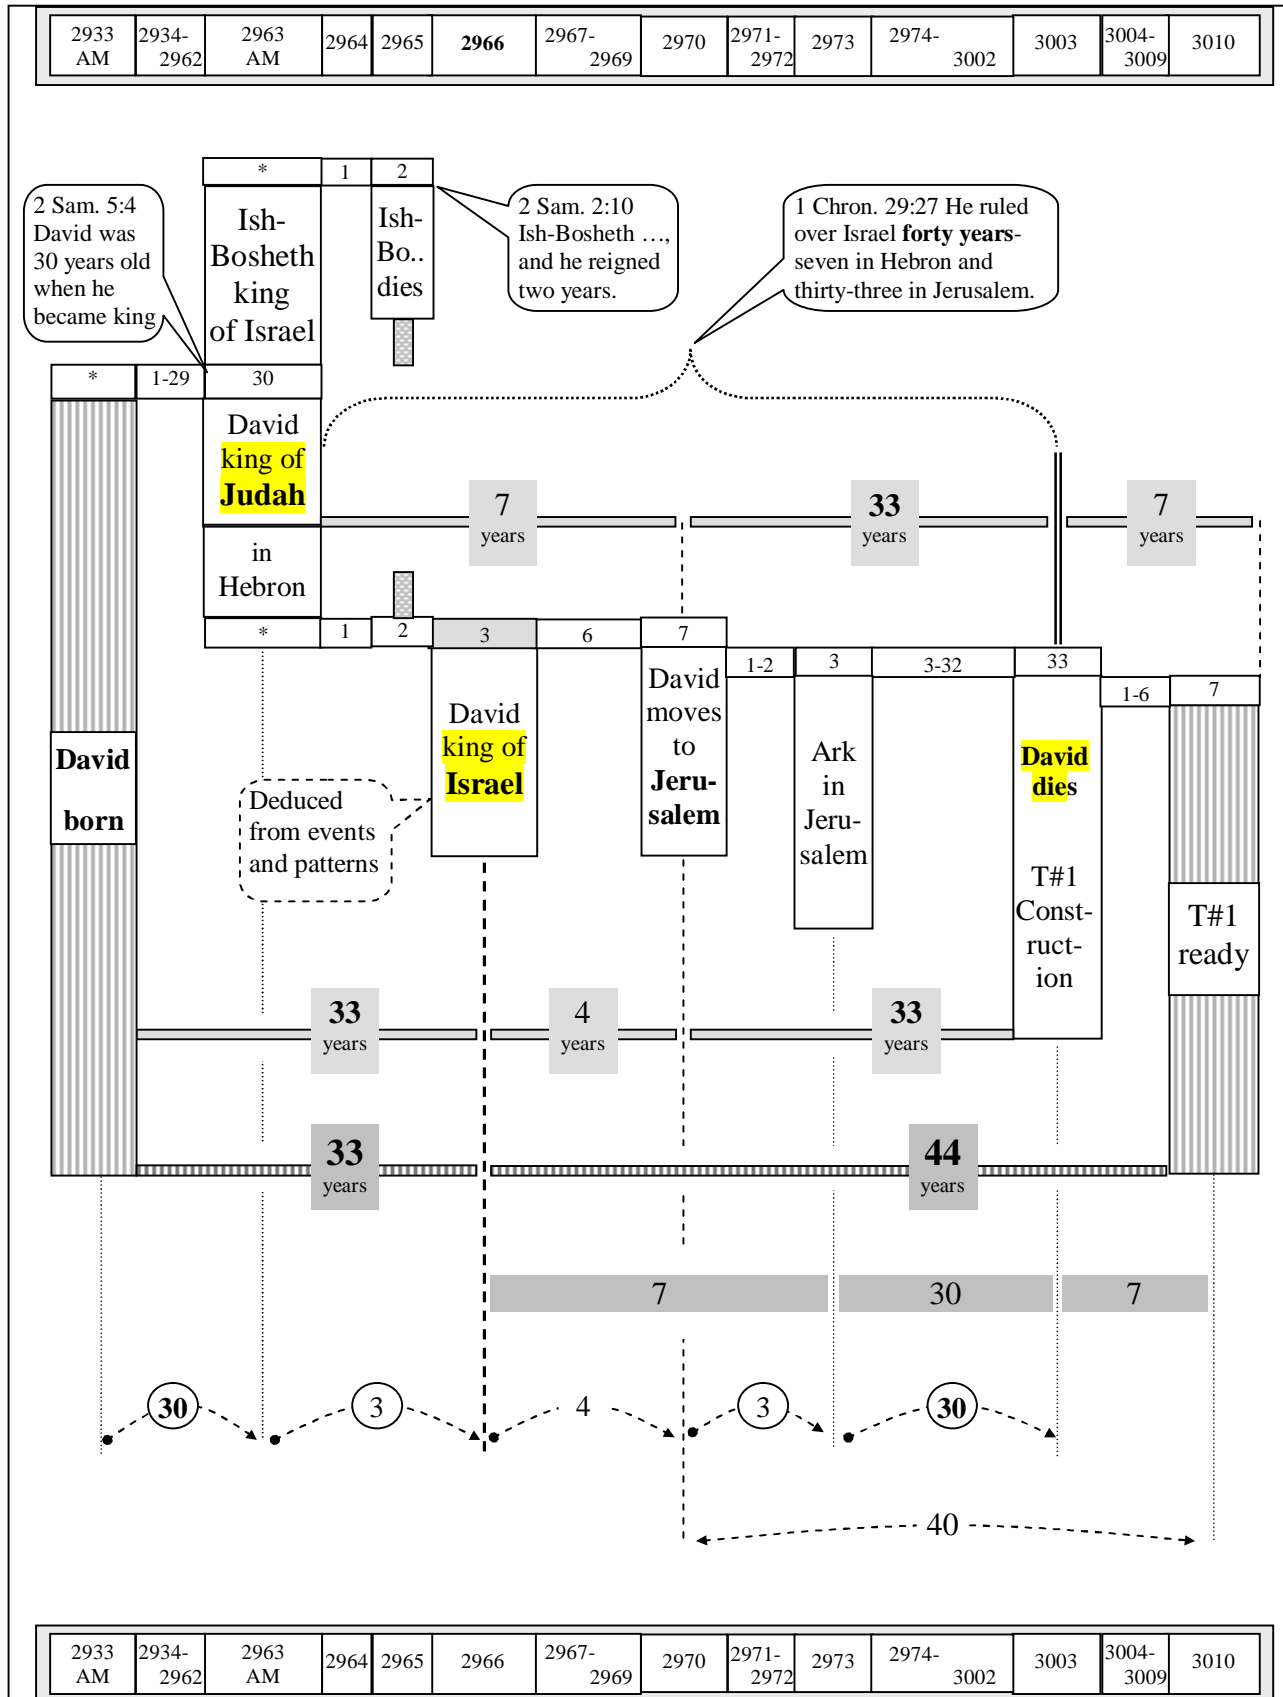 2933 AM
2934-2962
2963 AM
2964
2965
2966
2967-2969
2970
2971-2972
2973
2974-3002
3003
3004-3009
3010
* 1 2
2 Sam. 5:4
David was
30 years old
when he
became king
Ish-
Bosheth
king
of Israel
Ish-
Bo..
dies
2 Sam. 2:10
Ish-Bosheth …,
and he reigned
two years.
1 Chron. 29:27 He ruled
over Israel forty years-
seven in Hebron and
thirty-three in Jerusalem.
* 1-29 30
David
king of
Judah
in
Hebron
7
years
33
years
7
years
* 1 2 3 6 7
1-2 3 3-32 33
1-6 7
David
born
Deduced
from events
and patterns
David
king of
Israel
David
moves
to
Jeru-
salem
Ark
in
Jeru-
salem
David
dies
T#1
Const-
ruct-
ion
T#1
ready
33
years
4
years
33
years
33
years
44
years
7 30 7
30 3 4 3 30
40
2933 AM
2934-2962
2963 AM
2964
2965
2966
2967-2969
2970
2971-2972
2973
2974-3002
3003
3004-3009
3010